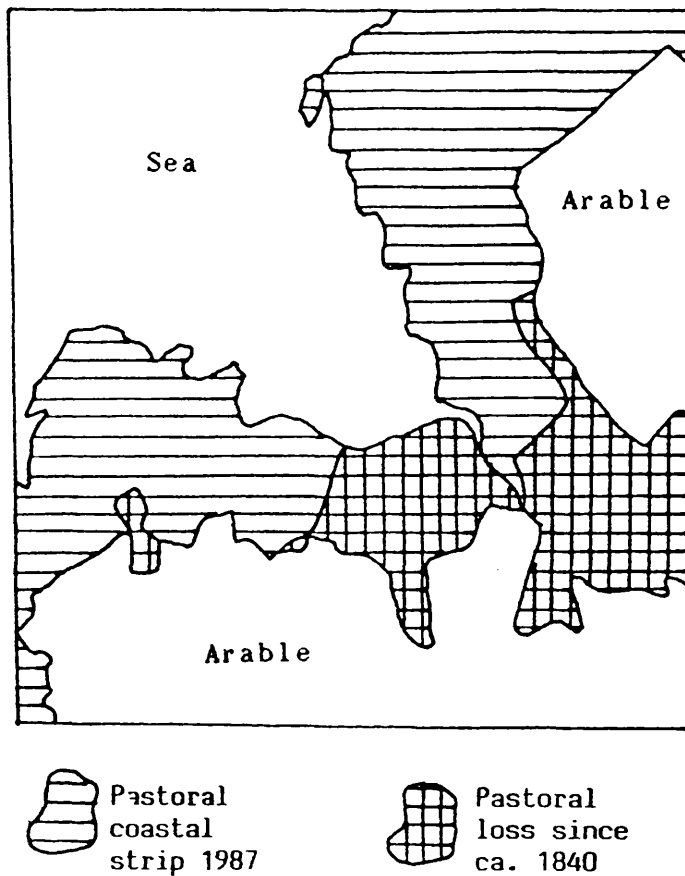 Sea
Arable
Arable
Pastoral
coastal
strip 1987
Pastoral
loss since
ca. 1840